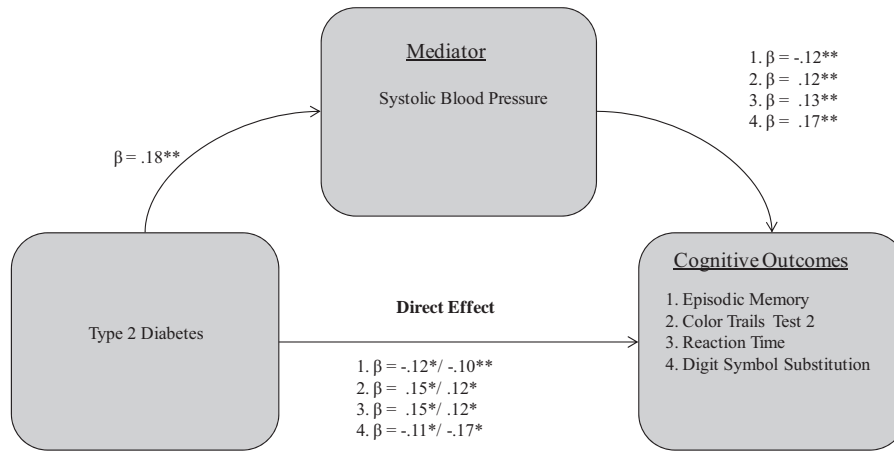 Mediator
Systolic Blood Pressure
1. β = -.12**
2. β =  .12**
3. β =  .13**
4. β =  .17**
β = .18**
Type 2 Diabetes
Direct Effect
1. β = -.12*/ -.10**
2. β =  .15*/ .12*
3. β =  .15*/ .12*
4. β = -.11*/ -.17*
Cognitive Outcomes
1. Episodic Memory
2. Color Trails  Test 2
3. Reaction Time
4. Digit Symbol Substitution